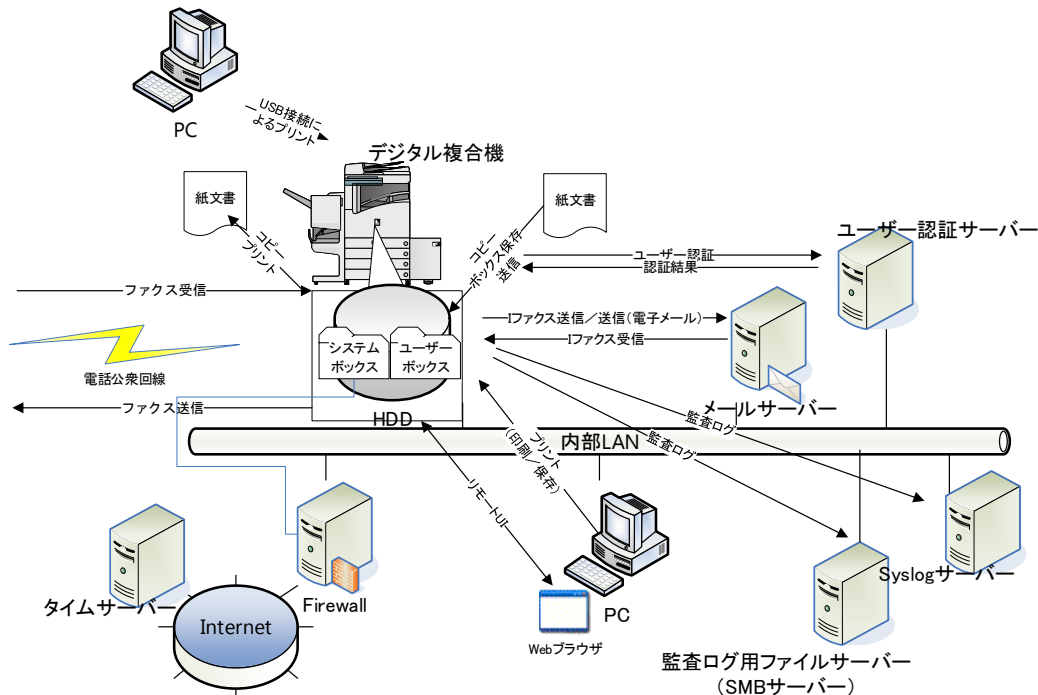 PC
USB接続に
よるプリント
デジタル複合機
紙文書
紙文書
コピー
プリント
コピー
ボックス保存
送信
ユーザー認証サーバー
ユーザー認証
認証結果
ファクス受信
Iファクス送信／送信(電子メール)
Iファクス受信
システム
ボックス
ユーザー
ボックス
電話公衆回線
ファクス送信
HDD
メールサーバー
監査ログ
監査ログ
内部LAN
プリント
(印刷／保存)
リモートUI
タイムサーバー
Firewall
Internet
PC
Webブラウザ
Syslogサーバー
監査ログ用ファイルサーバー
（SMBサーバー）